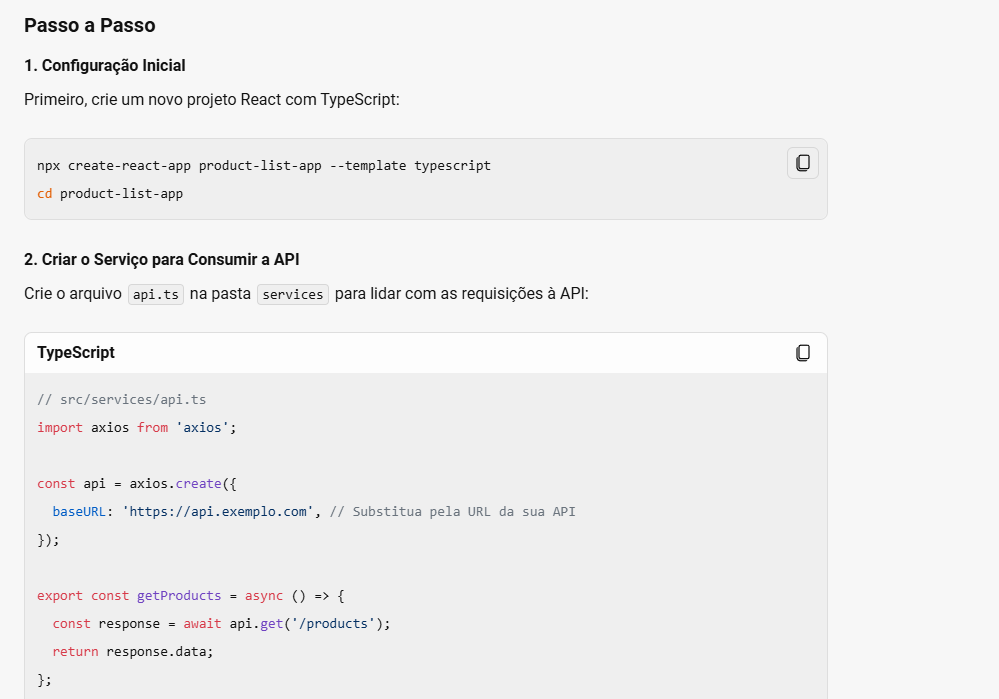 Passo a Passo
1. Configuração Inicial
Primeiro, crie um novo projeto React com TypeScript:
npx create-react-app product-list-app --template typescript
cd product-list-app
2. Criar o Serviço para Consumir a API
Crie o arquivo api.ts na pasta services para lidar com as requisições à API:
TypeScript
// src/services/api.ts
import axios from 'axios';
const api = axios.create({
  baseURL: 'https://api.exemplo.com', // Substitua pela URL da sua API
});
export const getProducts = async () => {
  const response = await api.get('/products');
  return response.data;
};